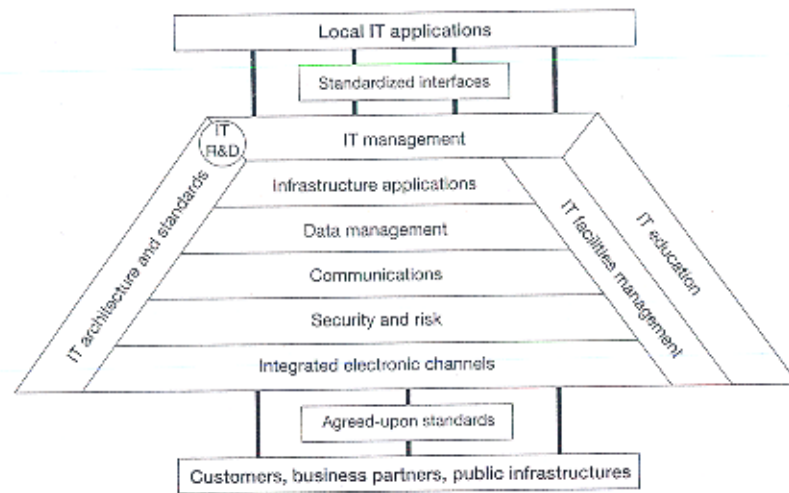 Local IT applications
Standardized interfaces
IT
R&D
IT management
Infrastructure applications
Data management
Communications
Security and risk
Integrated electronic channels
IT architecture and standards
IT facilities management
IT education
Agreed-upon standards
Customers, business partners, public infrastructures